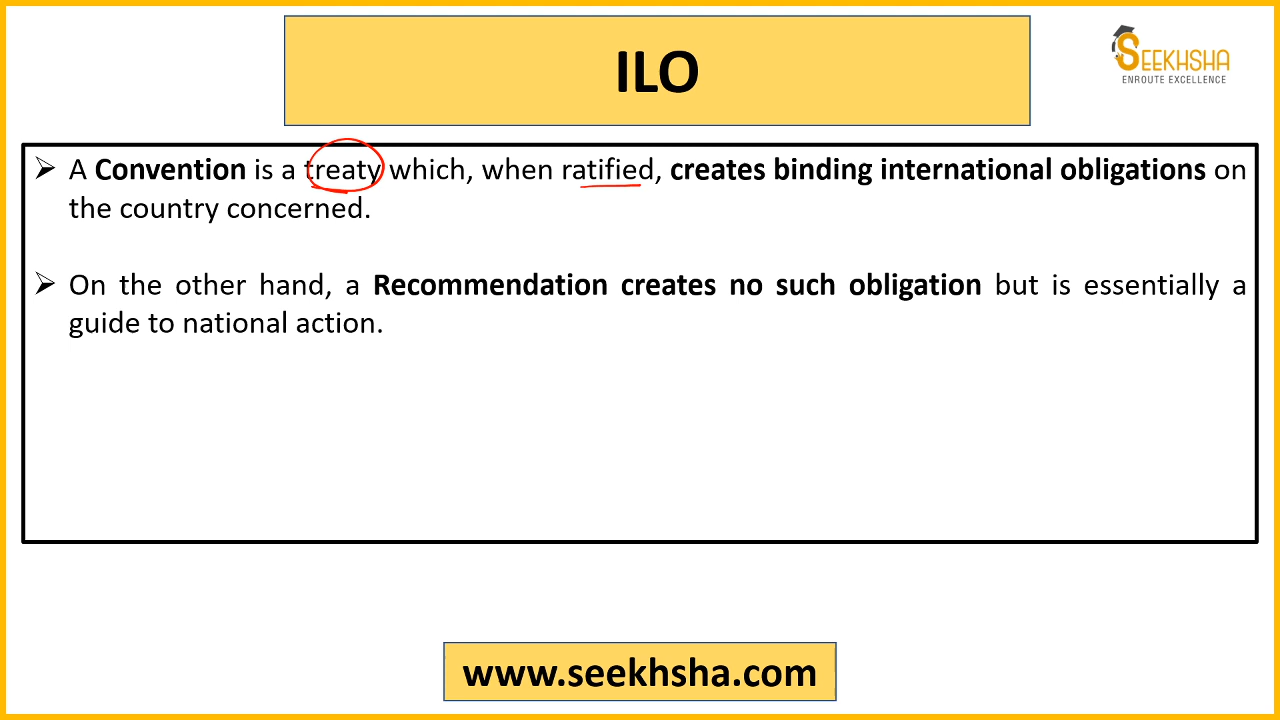 ILO
SEEKHSHA
ENROUTE EXCELLENCE
➢ A Convention is a treaty which, when ratified, creates binding international obligations on
the country concerned.
➢ On the other hand, a Recommendation creates no such obligation but is essentially a
guide to national action.
www.seekhsha.com